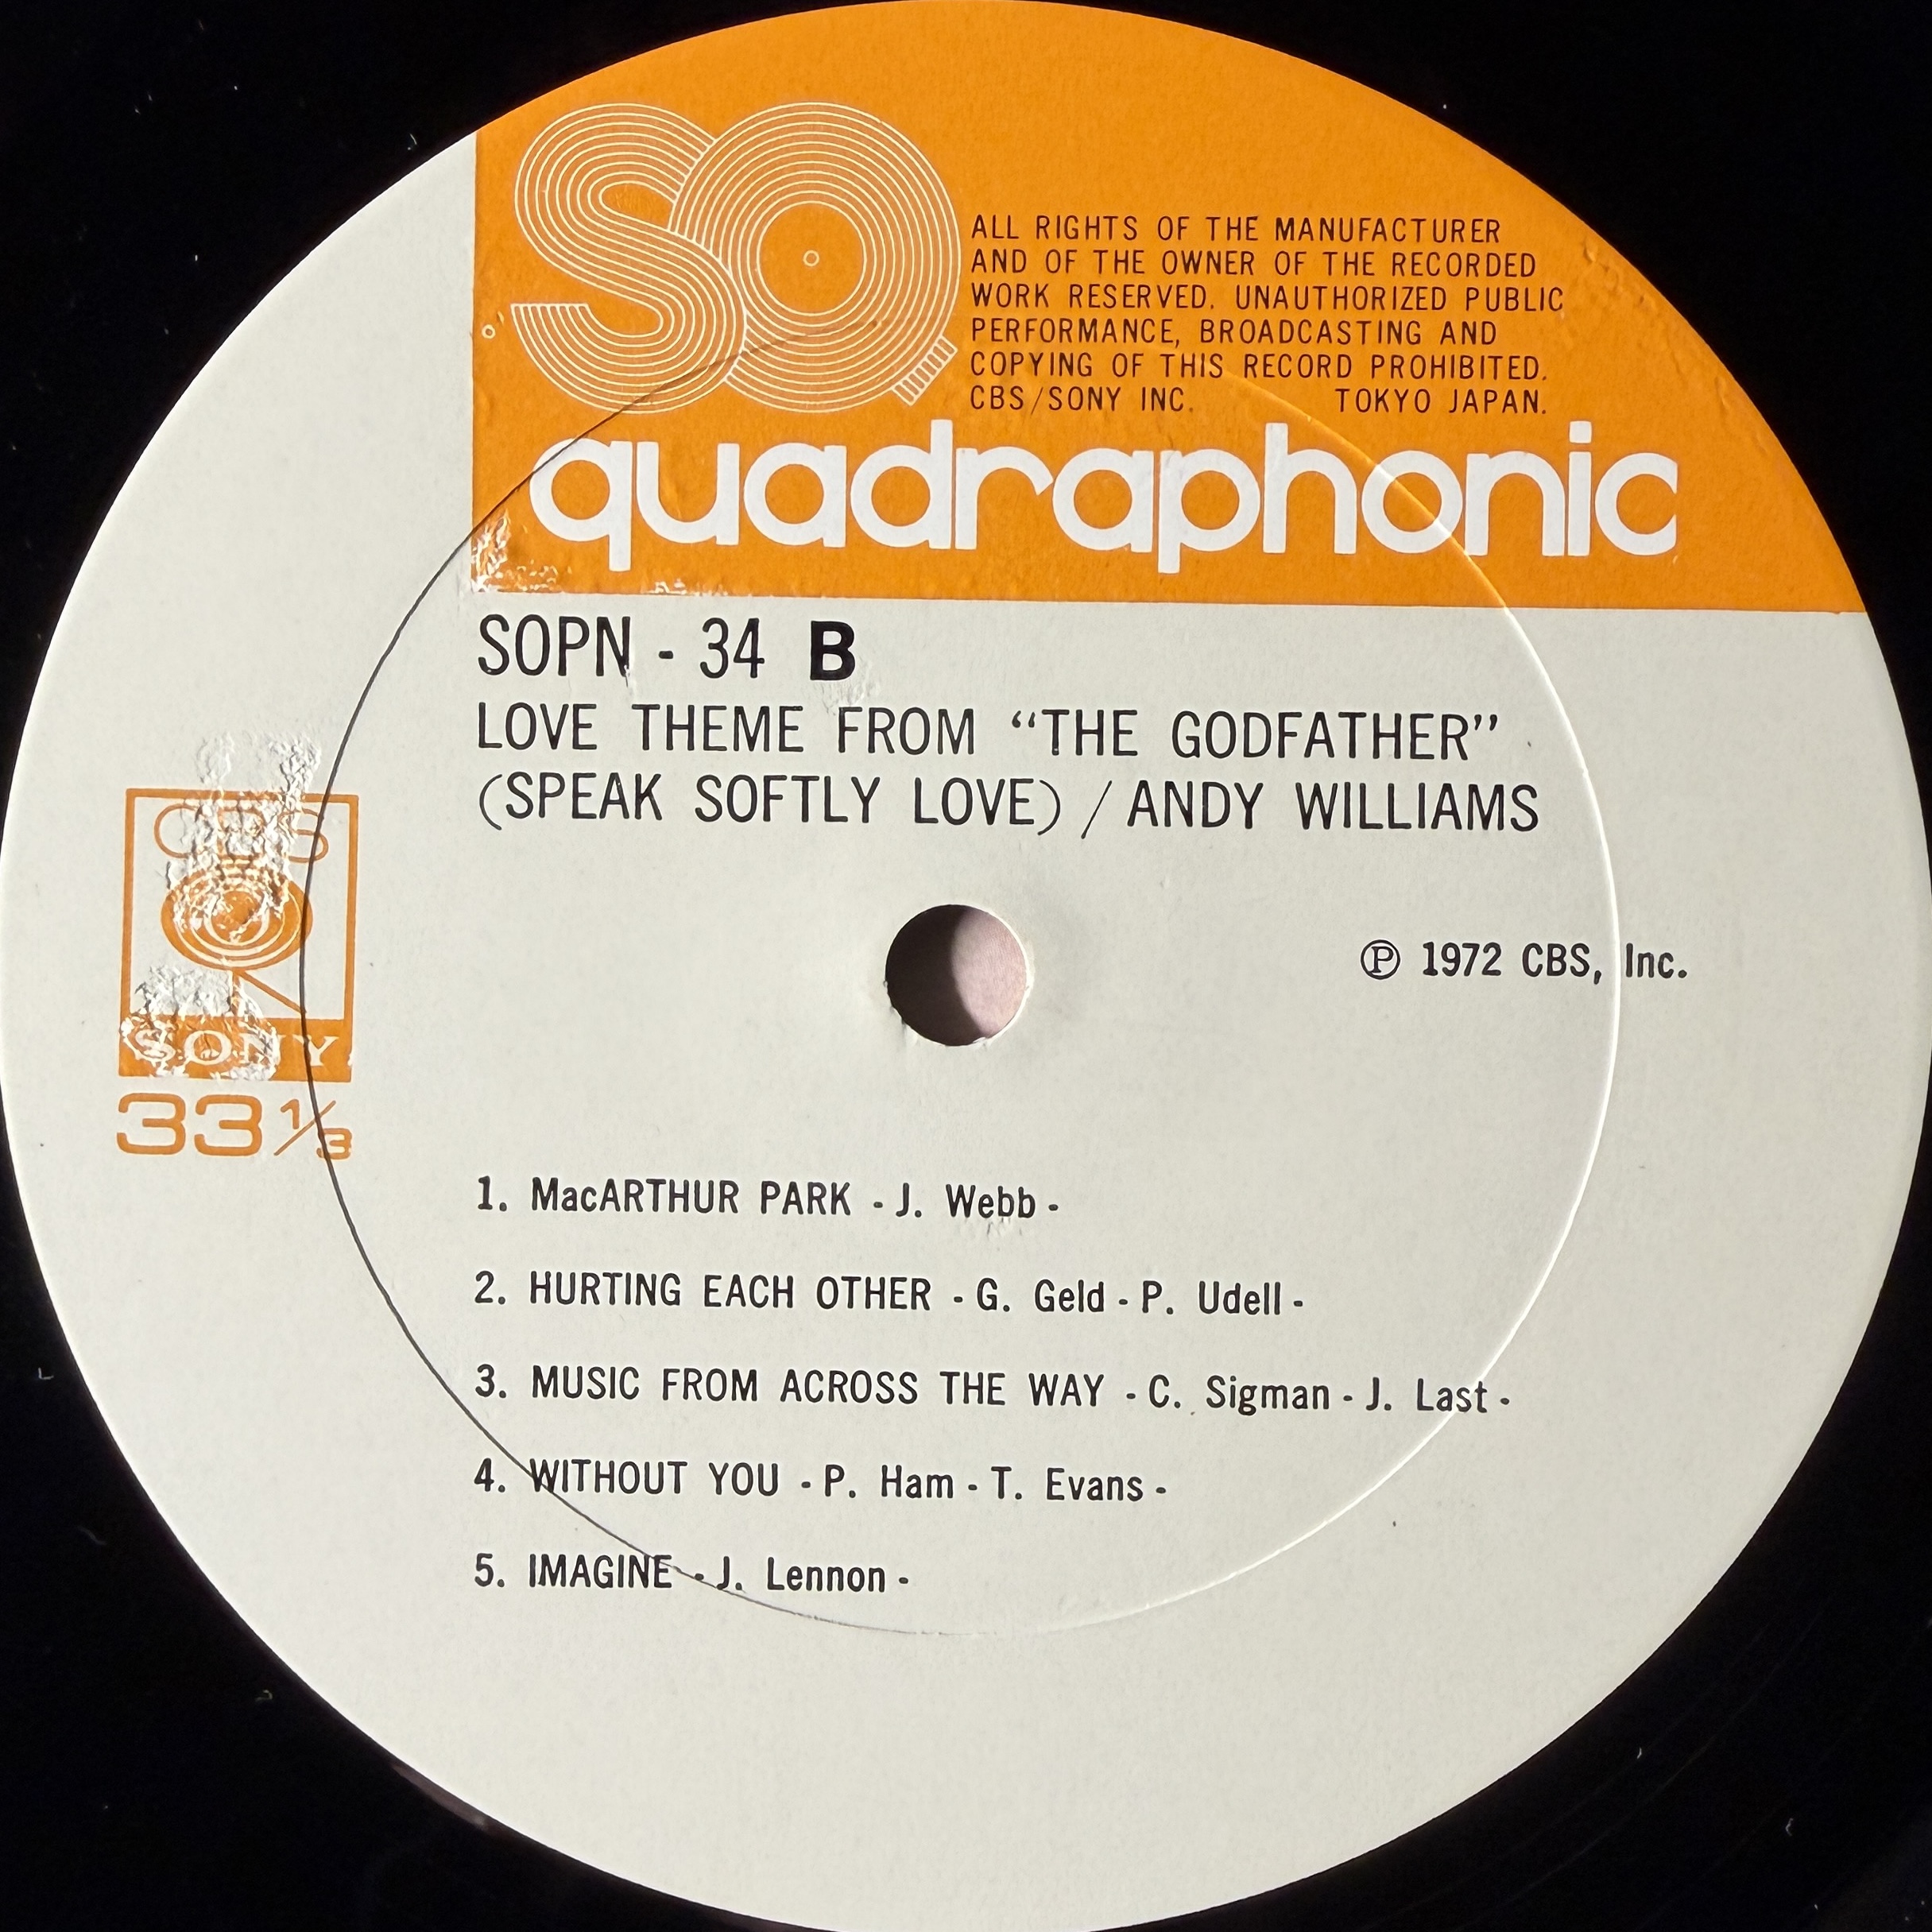 SQ
ALL RIGHTS OF THE MANUFACTURER
AND OF THE OWNER OF THE RECORDED
WORK RESERVED. UNAUTHORIZED PUBLIC
PERFORMANCE, BROADCASTING AND
COPYING OF THIS RECORD PROHIBITED.
CBS/SONY INC. TOKYO JAPAN.
quadraphonic
SOPN - 34 B
LOVE THEME FROM “THE GODFATHER”
(SPEAK SOFTLY LOVE) / ANDY WILLIAMS
CBS
SONY
33 1/3
℗ 1972 CBS, Inc.
1. MacARTHUR PARK - J. Webb -
2. HURTING EACH OTHER - G. Geld - P. Udell -
3. MUSIC FROM ACROSS THE WAY - C. Sigman - J. Last -
4. WITHOUT YOU - P. Ham - T. Evans -
5. IMAGINE - J. Lennon -